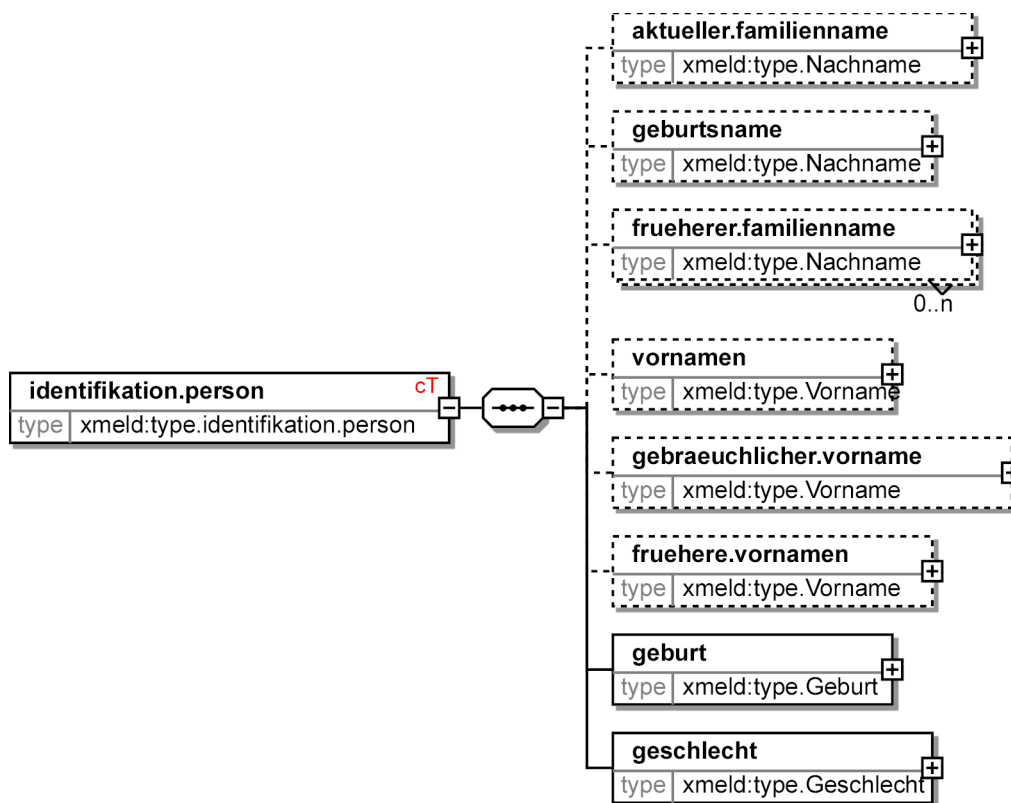 aktueller.familienname
type xmeld:type.Nachname
geburtsname
type xmeld:type.Nachname
frueherer.familienname
type xmeld:type.Nachname
0..n
identifikation.person cT
type xmeld:type.identifikation.person
vornamen
type xmeld:type.Vorname
gebraeuchlicher.vorname
type xmeld:type.Vorname
fruehere.vornamen
type xmeld:type.Vorname
geburt
type xmeld:type.Geburt
geschlecht
type xmeld:type.Geschlecht